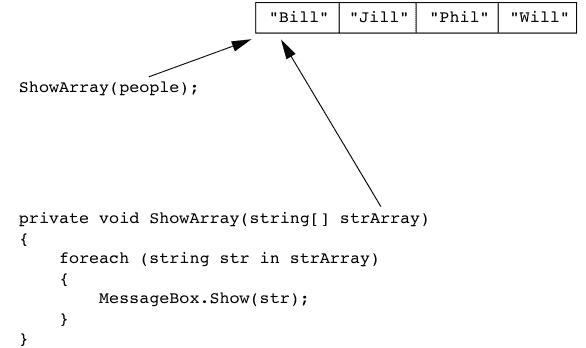 "Bill" "Jill" "Phil" "Will"
ShowArray(people);
private void ShowArray(string[] strArray)
{
foreach (string str in strArray)
{
MessageBox.Show(str);
}
}